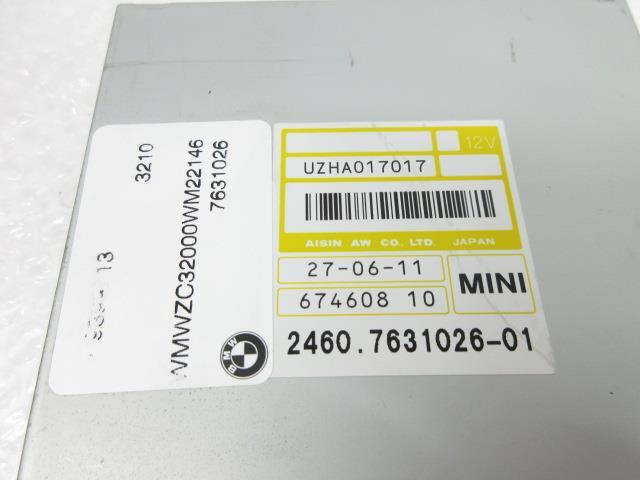 3210
WMWZC32000WM22146
7631026
13
BMW
12V
UZHA017017
AISIN AW CO. LTD. JAPAN
27-06-11
674608 10
MINI
2460.7631026-01